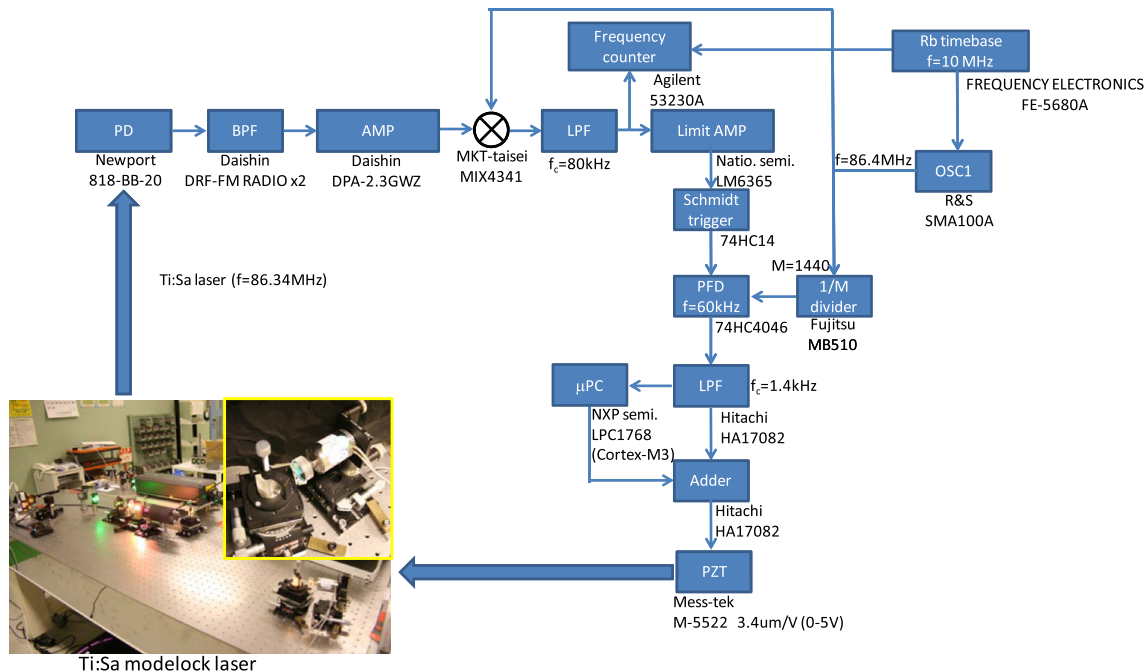 Frequency
counter
Rb timebase
f=10 MHz
Agilent
53230A
FREQUENCY ELECTRONICS
FE-5680A
PD
BPF
AMP
LPF
Limit AMP
Newport
818-BB-20
Daishin
DRF-FM RADIO x2
Daishin
DPA-2.3GWZ
MKT-taisei
MIX4341
fc=80kHz
Natio. semi.
LM6365
f=86.4MHz
OSC1
R&S
SMA100A
Schmidt
trigger
74HC14
M=1440
Ti:Sa laser (f=86.34MHz)
PFD
f=60kHz
1/M
divider
74HC4046
Fujitsu
MB510
μPC
LPF
fc=1.4kHz
NXP semi.
LPC1768
(Cortex-M3)
Hitachi
HA17082
Adder
Hitachi
HA17082
PZT
Mess-tek
M-5522 3.4um/V (0-5V)
Ti:Sa modelock laser